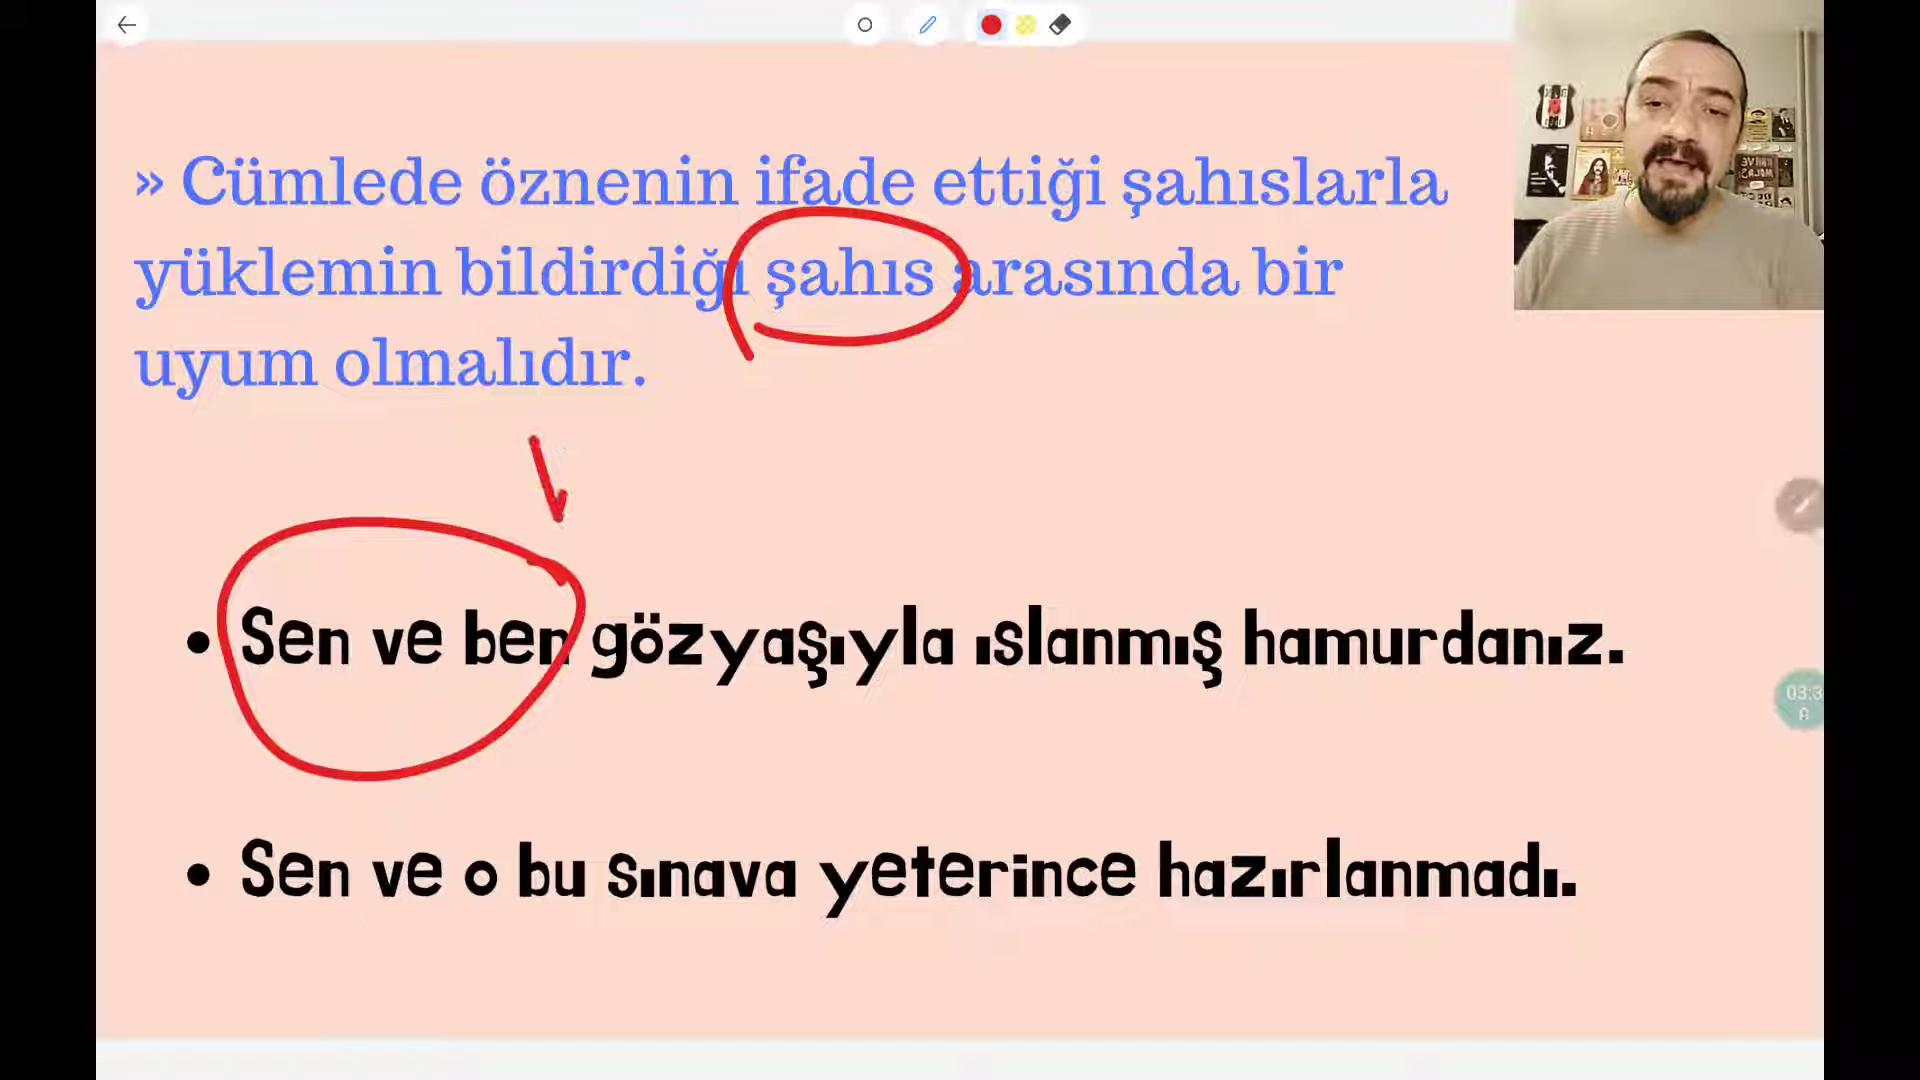 » Cümlede öznenin ifade ettiği şahıslarla
yüklemin bildirdiği şahıs arasında bir
uyum olmalıdır.
• Sen ve ben gözyaşıyla ıslanmış hamurdanız.
• Sen ve o bu sınava yeterince hazırlanmadı.